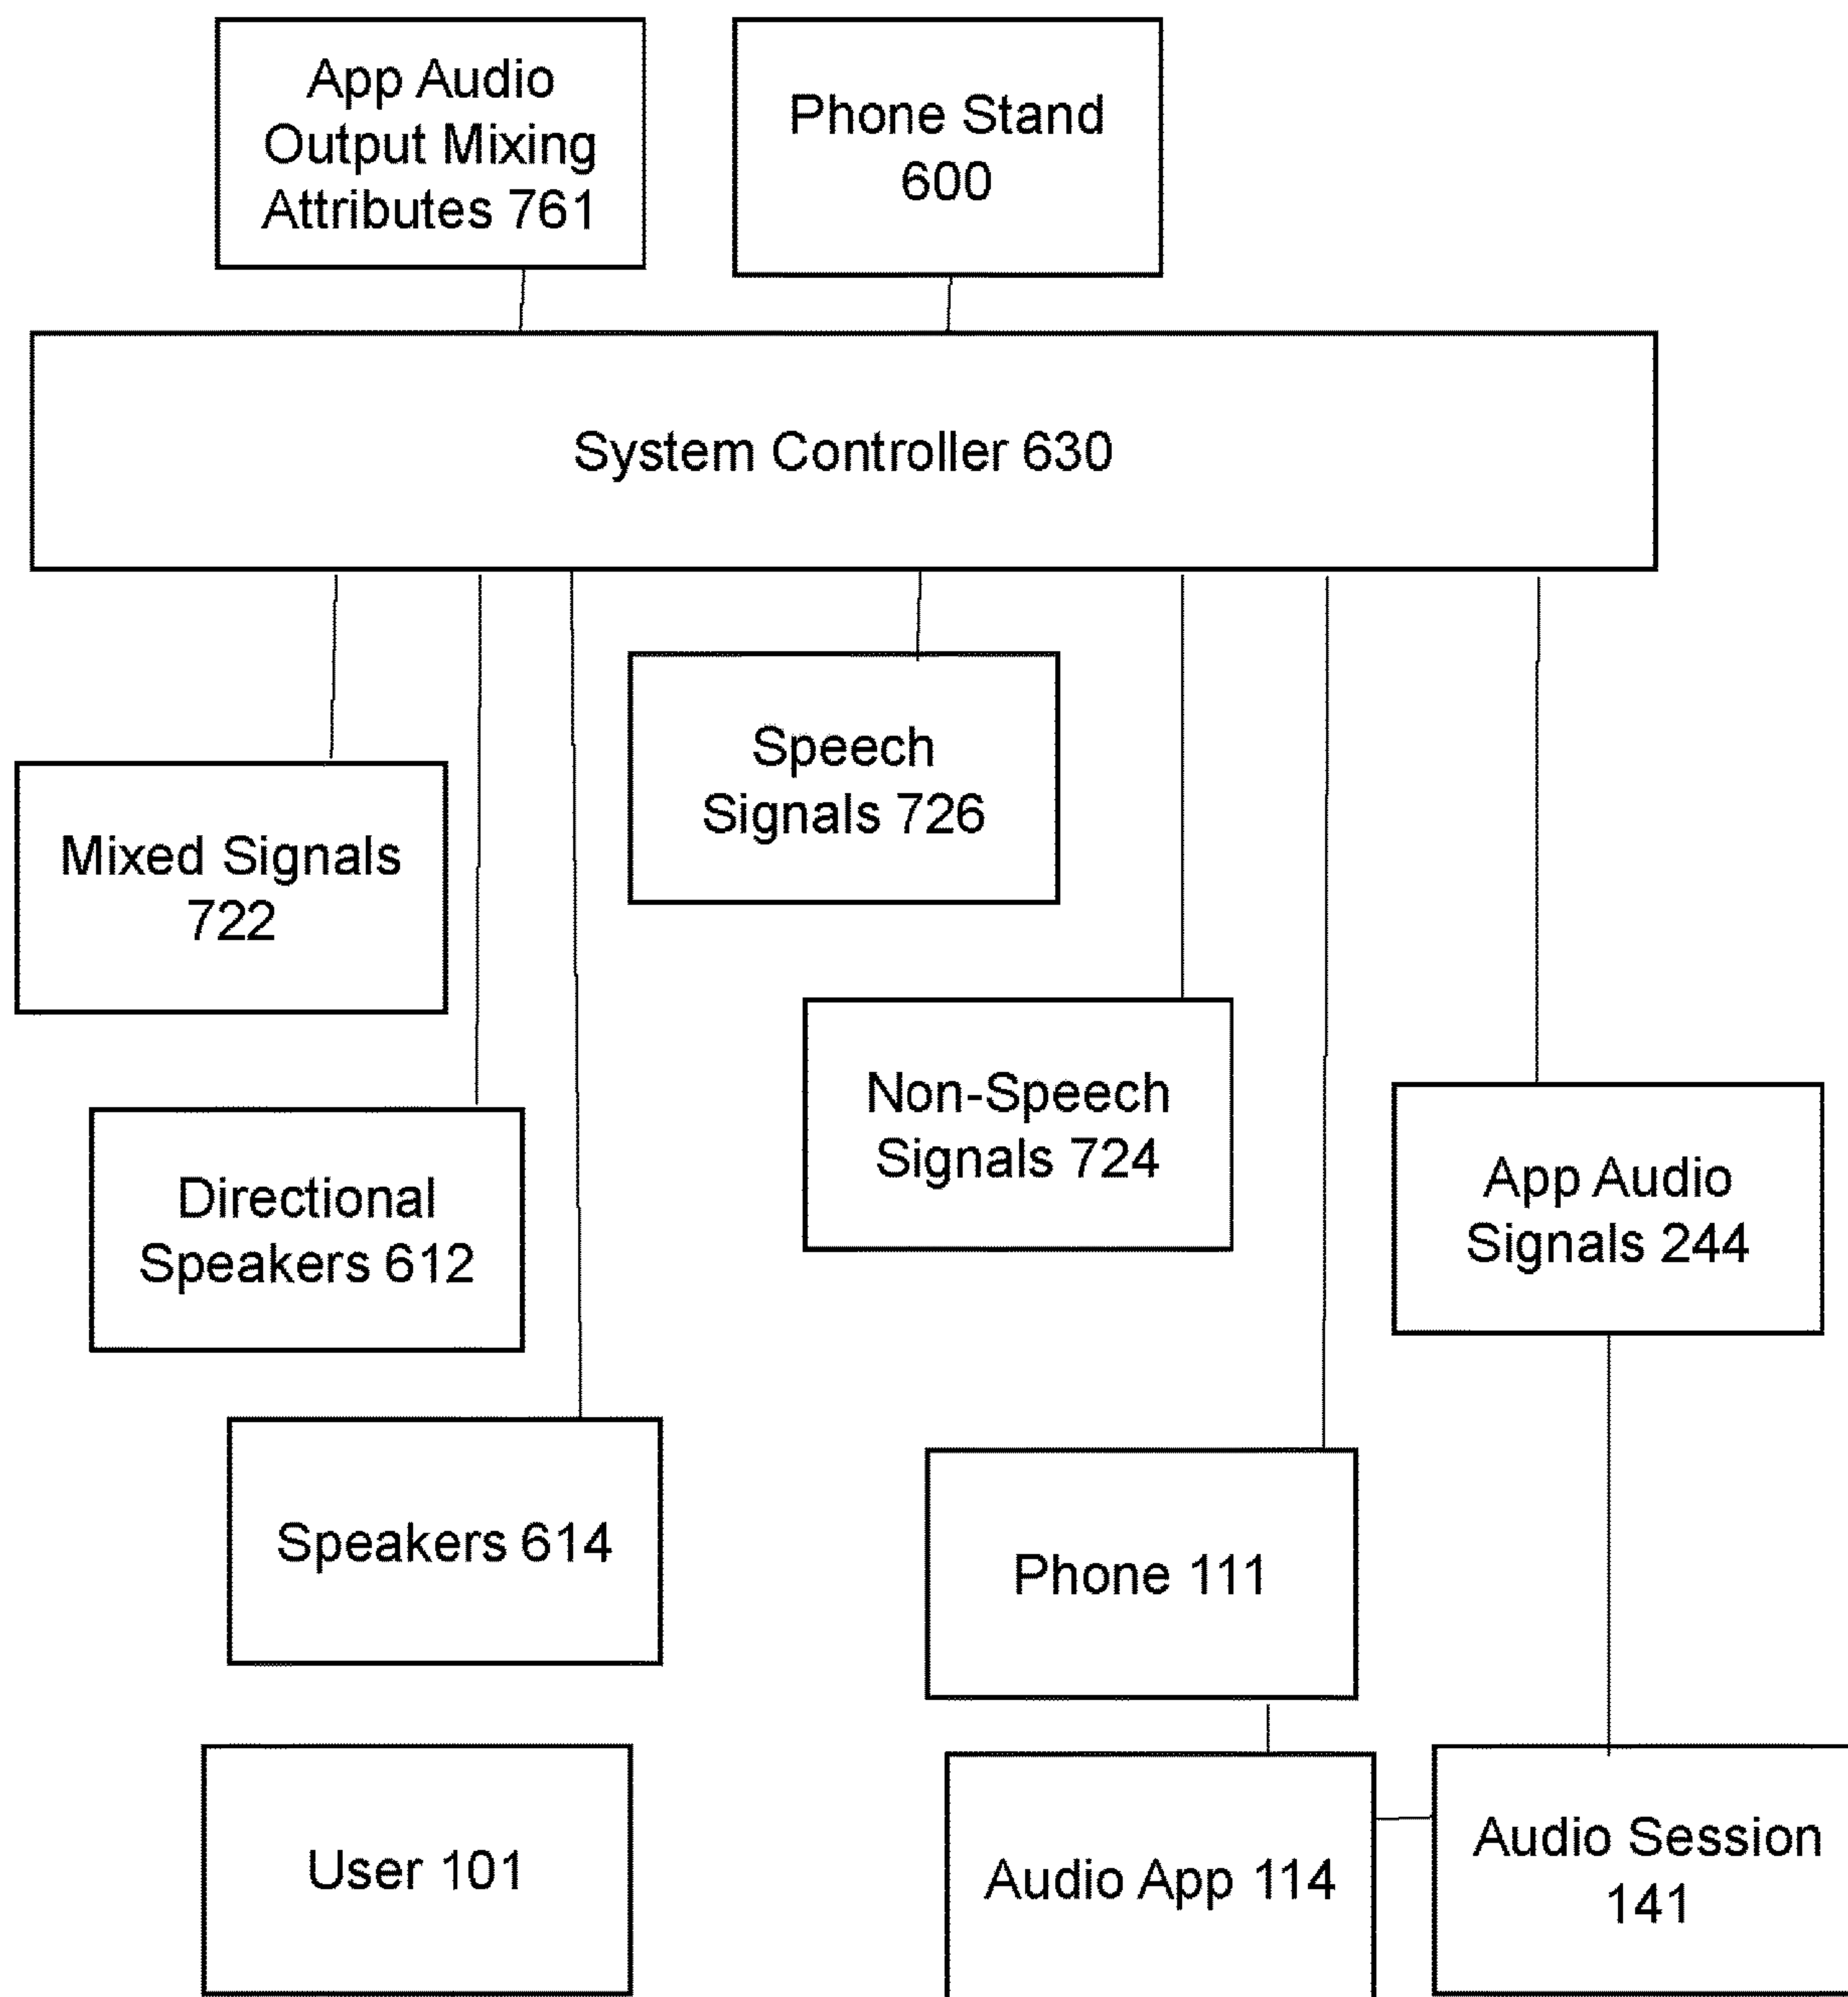 App Audio
Output Mixing
Attributes 761
Phone Stand
600
System Controller 630
Speech
Signals 726
Mixed Signals
722
Non-Speech
Signals 724
Directional
Speakers 612
App Audio
Signals 244
Speakers 614
Phone 111
User 101
Audio App 114
Audio Session
141